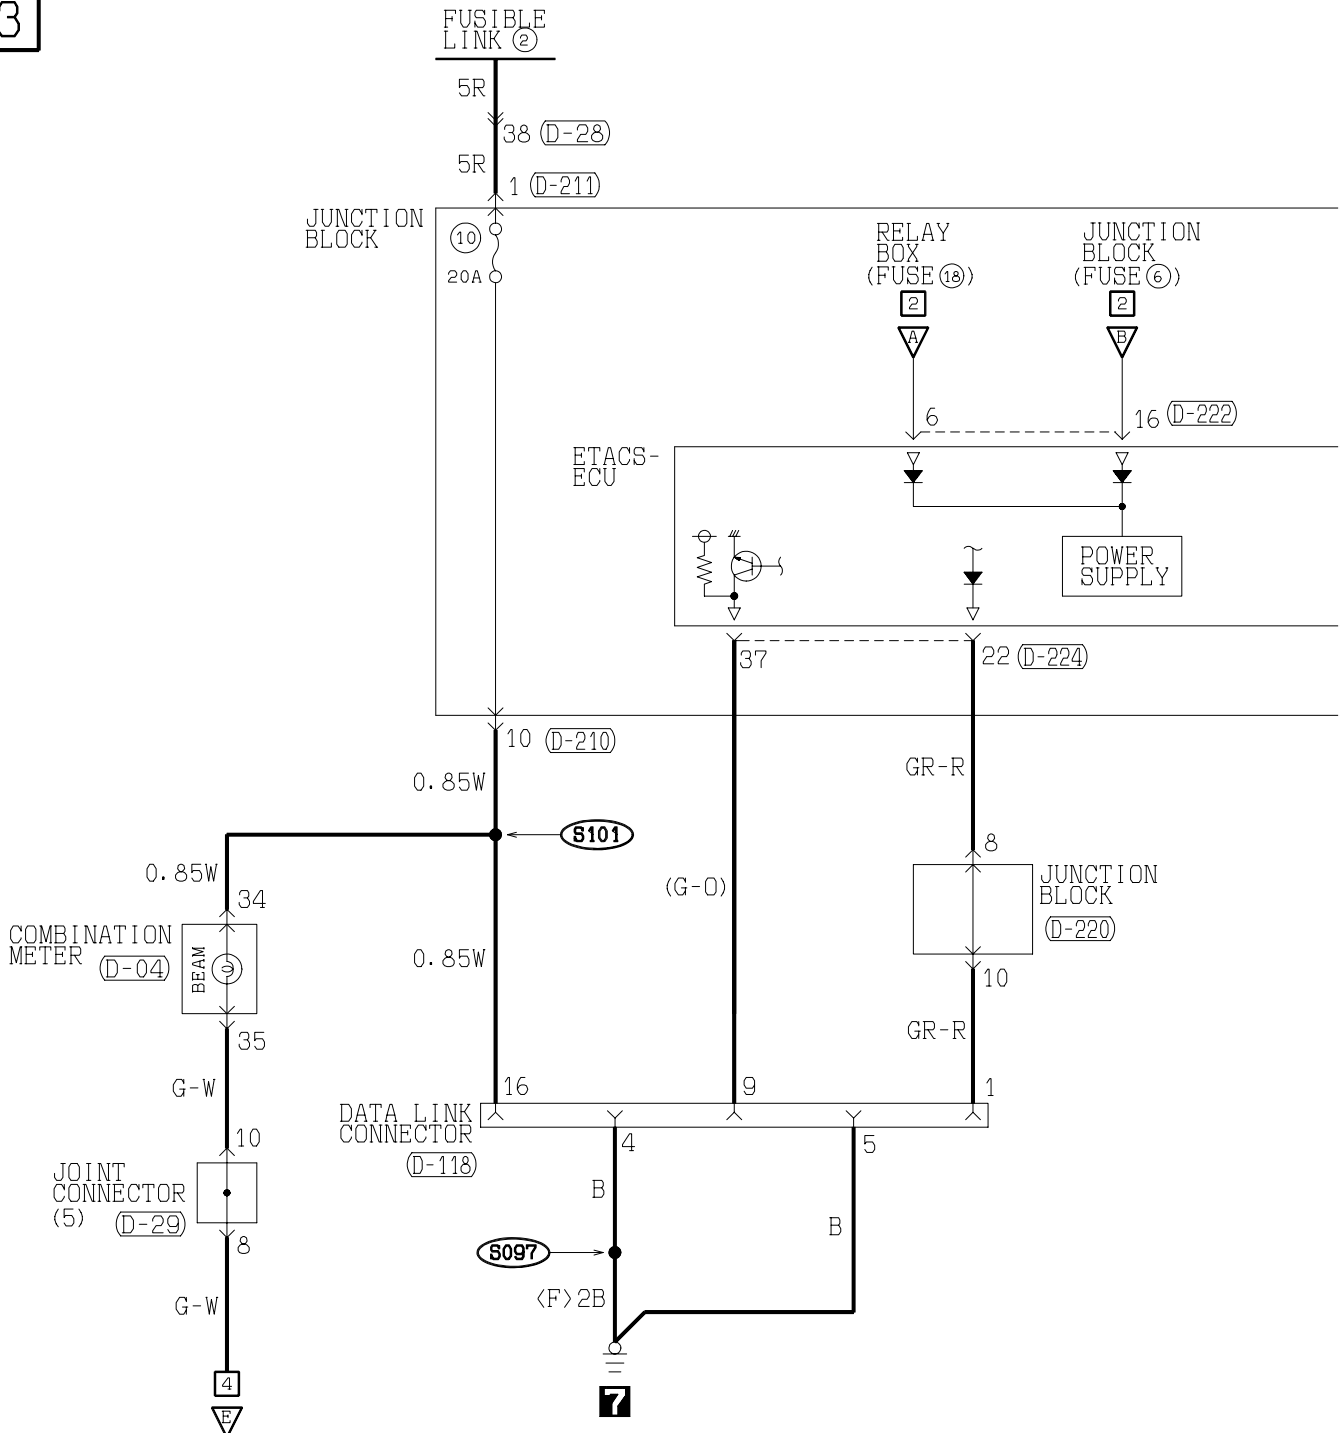 3
FUSIBLE
LINK 2
5R
38 (D-28)
5R
1 (D-211)
JUNCTION
BLOCK
10
20A
RELAY
BOX
(FUSE 18)
2
A
JUNCTION
BLOCK
(FUSE 6)
2
B
6
16 (D-222)
ETACS-
ECU
POWER
SUPPLY
37
22 (D-224)
10 (D-210)
0.85W
GR-R
S101
8
0.85W
34
(G-O)
JUNCTION
BLOCK
(D-220)
COMBINATION
METER (D-04)
BEAM
0.85W
10
35
GR-R
G-W
16
9
1
DATA LINK
CONNECTOR
(D-118)
10
4
5
JOINT
CONNECTOR
(5) (D-29)
B
B
8
S097
G-W
<F>2B
4
E
7